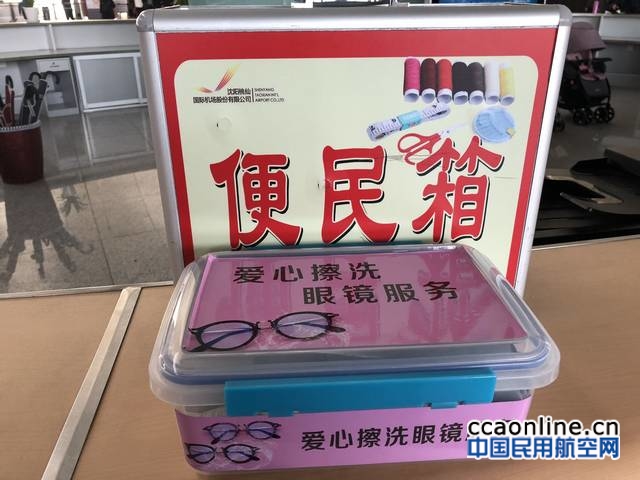 沈阳桃仙
国际机场股份有限公司
SHENYANG
TAOXIAN INT'L
AIRPORT CO.,LTD
便民箱
爱心擦洗
眼镜服务
爱心擦洗眼镜
ccaonline.cn
中国民用航空网